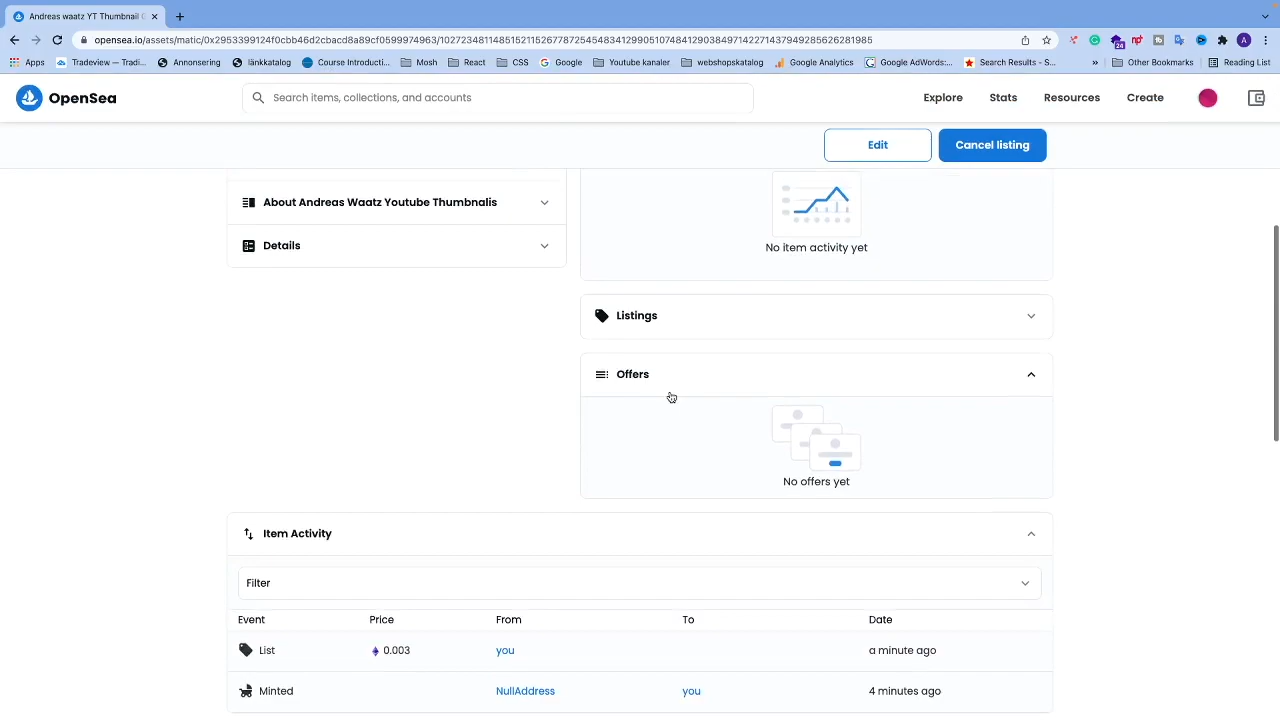 Andreas waatz YT Thumbnail
opensea.io/assets/matic/0x2953399124f0cbb46d2cbacd8a89cf0599974963/102723481148515211526778725454834129905107484129038497142271437949285626281985
A
24
Apps
Tradeview – Tradi...
Annonsering
länkkatalog
Course Introducti...
Mosh
React
CSS
Google
Youtube kanaler
webshopskatalog
Google Analytics
Google AdWords:...
Search Results - S...
»
Other Bookmarks
Reading List
OpenSea
Search items, collections, and accounts
Explore
Stats
Resources
Create
Edit
Cancel listing
About Andreas Waatz Youtube Thumbnalis
No item activity yet
Details
Listings
Offers
No offers yet
Item Activity
Filter
Event Price From To Date
List 0.003 you a minute ago
Minted NullAddress you 4 minutes ago